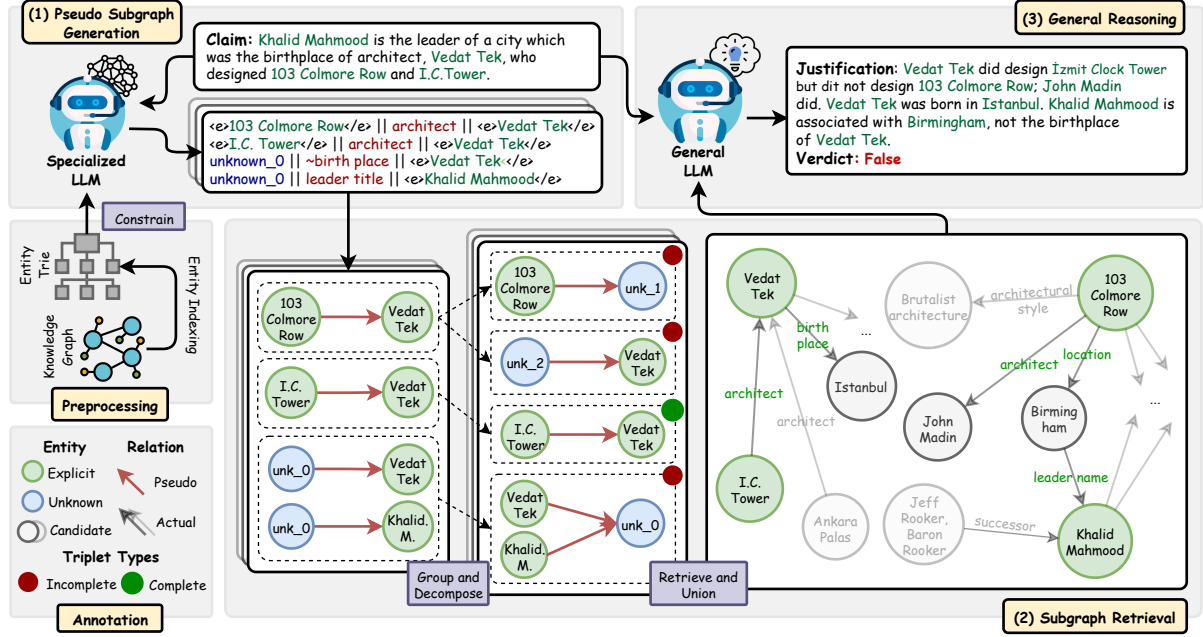 (1) Pseudo Subgraph
Generation
Claim: Khalid Mahmood is the leader of a city which
was the birthplace of architect, Vedat Tek, who
designed 103 Colmore Row and I.C.Tower.
Specialized
LLM
<e>103 Colmore Row</e> || architect || <e>Vedat Tek</e>
<e>I.C. Tower</e> || architect || <e>Vedat Tek</e>
unknown_0 || ~birth place || <e>Vedat Tek</e>
unknown_0 || leader title || <e>Khalid Mahmood</e>
(3) General Reasoning
General
LLM
Justification: Vedat Tek did design İzmit Clock Tower
but dit not design 103 Colmore Row; John Madin
did. Vedat Tek was born in Istanbul. Khalid Mahmood is
associated with Birmingham, not the birthplace
of Vedat Tek.
Verdict: False
Constrain
Entity
Trie
Entity Indexing
Knowledge
Graph
Preprocessing
Entity
Relation
Explicit
Pseudo
Unknown
Actual
Candidate
Triplet Types
Incomplete
Complete
Annotation
103
Colmore
Row
Vedat
Tek
I.C.
Tower
Vedat
Tek
unk_0
Vedat
Tek
unk_0
Khalid.
M.
Group and
Decompose
103
Colmore
Row
unk_1
unk_2
Vedat
Tek
I.C.
Tower
Vedat
Tek
Vedat
Tek
unk_0
Khalid.
M.
Retrieve and
Union
Vedat
Tek
Brutalist
architecture
architectural
style
103
Colmore
Row
birth
place
...
Istanbul
architect
location
architect
architect
John
Madin
Birming
ham
...
leader name
I.C.
Tower
Ankara
Palas
Jeff
Rooker,
Baron
Rooker
successor
Khalid
Mahmood
(2) Subgraph Retrieval